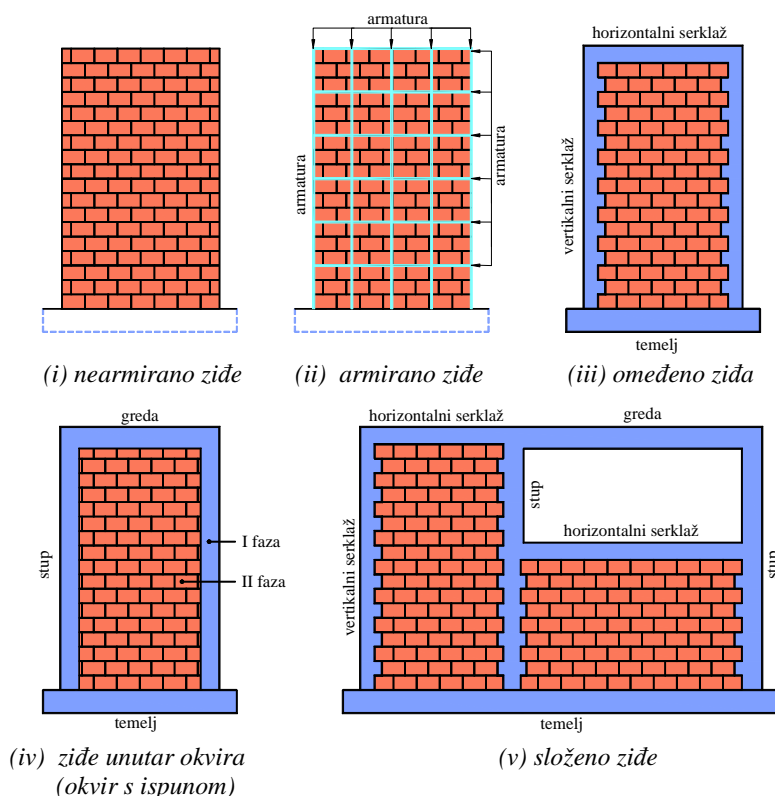 armatura
armatura
armatura
horizontalni serklaž
vertikalni serklaž
temelj
(i) nearmirano ziđe
(ii) armirano ziđe
(iii) omeđeno ziđa
greda
stup
I faza
II faza
temelj
horizontalni serklaž
greda
vertikalni serklaž
stup
horizontalni serklaž
stup
temelj
(iv) ziđe unutar okvira
(okvir s ispunom)
(v) složeno ziđe